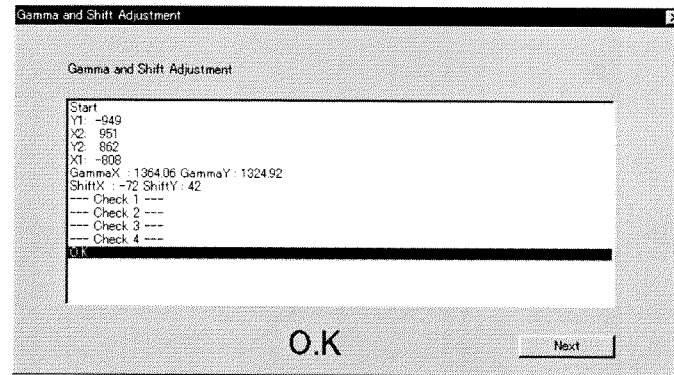 Gamma and Shift Adjustment
Gamma and Shift Adjustment
Start
Y1: -949
X2: 951
Y2: 862
X1: -808
GammaX : 1364.06 GammaY : 1324.92
ShiftX : -72 ShiftY : 42
--- Check 1 ---
--- Check 2 ---
--- Check 3 ---
--- Check 4 ---
O.K
O.K
Next